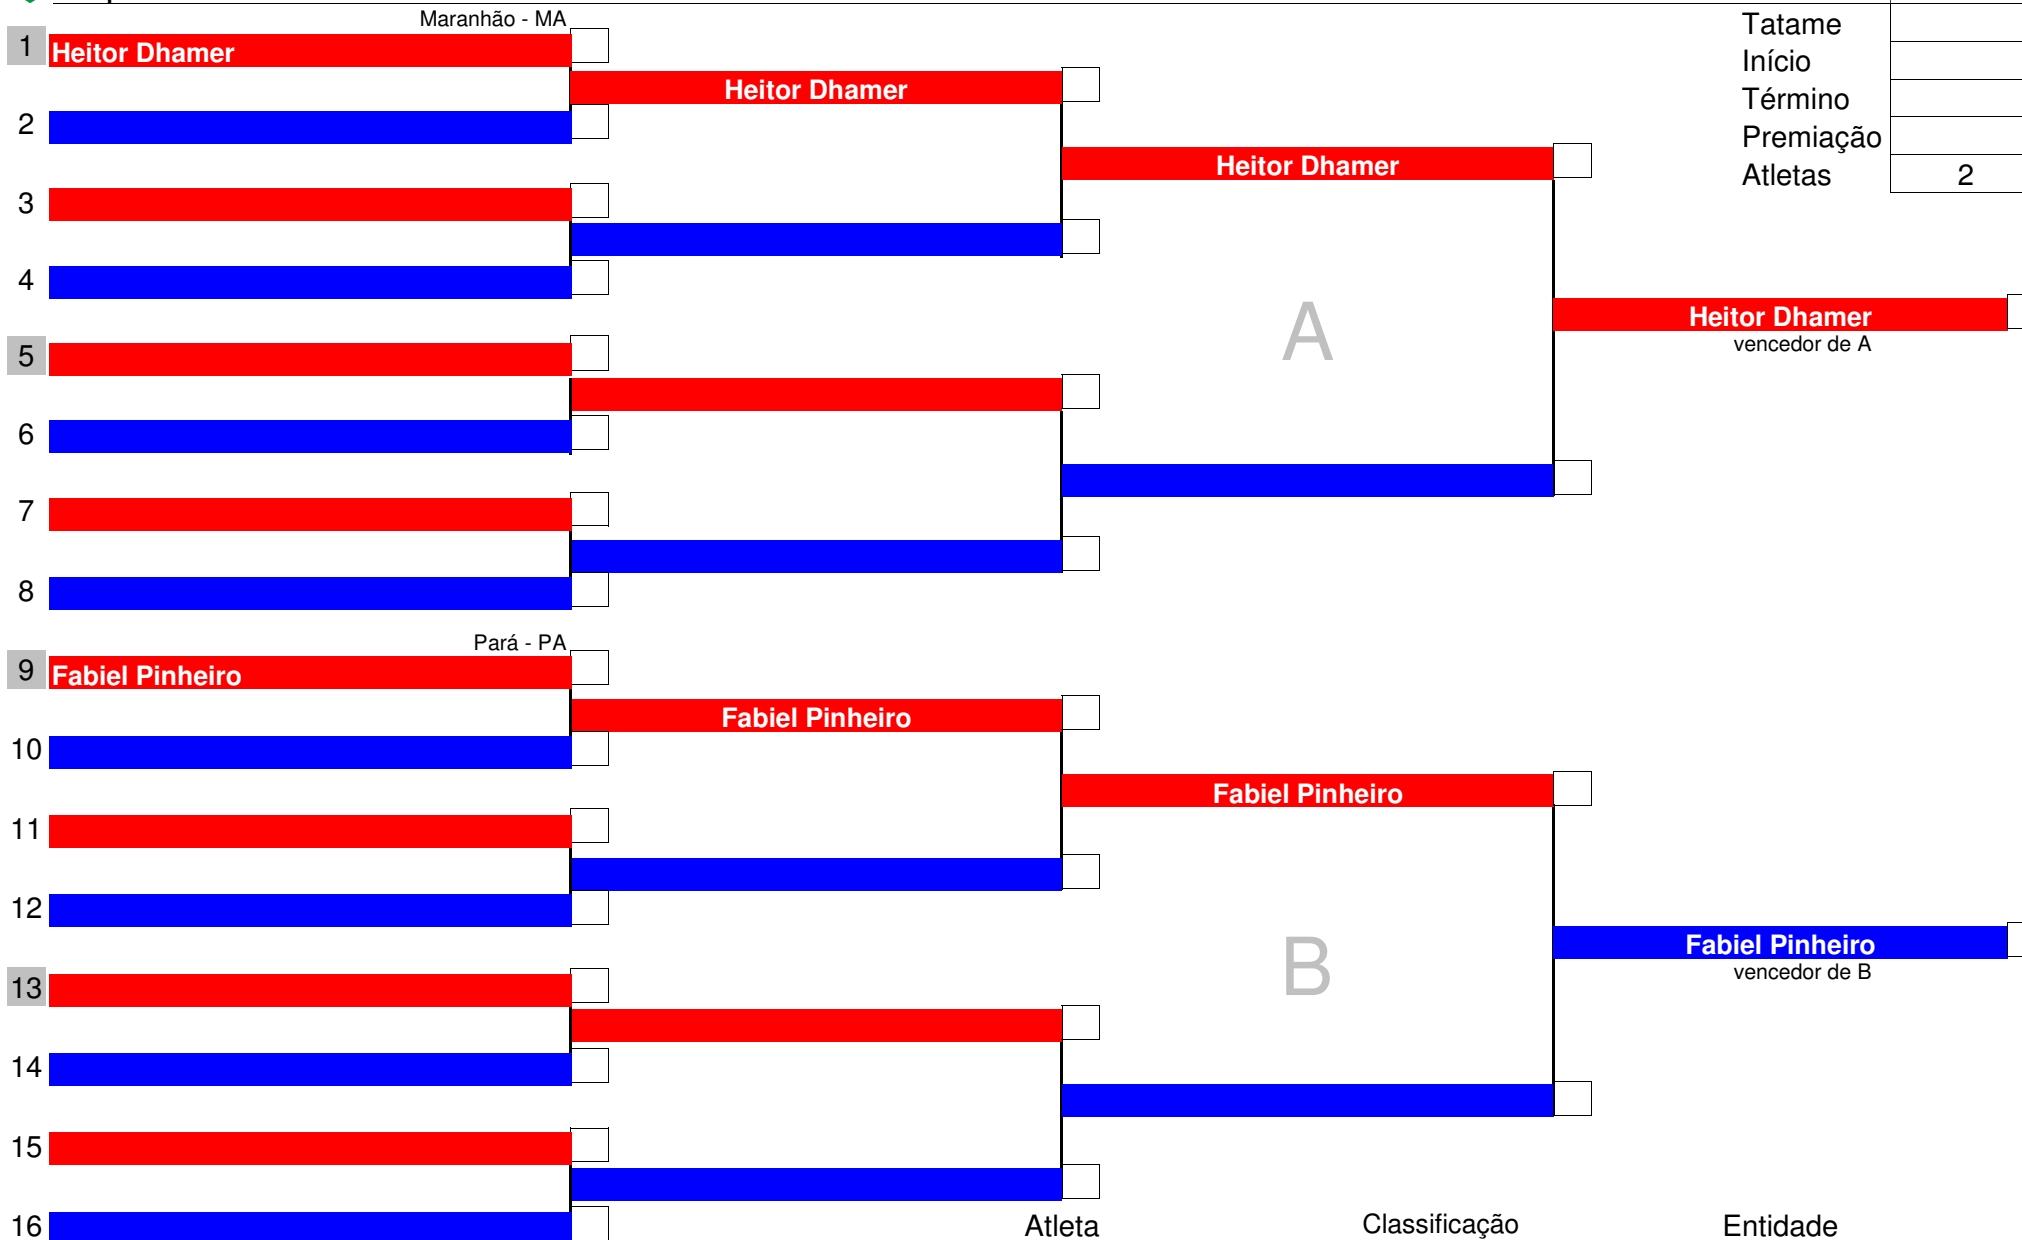 Maranhão - MA
1 Heitor Dhamer
Heitor Dhamer
2
Heitor Dhamer
3
4
Heitor Dhamer
vencedor de A
A
5
6
7
8
Pará - PA
9 Fabiel Pinheiro
Fabiel Pinheiro
10
Fabiel Pinheiro
11
12
Fabiel Pinheiro
vencedor de B
B
13
14
15
16
Tatame
Início
Término
Premiação
Atletas 2
Atleta Classificação Entidade